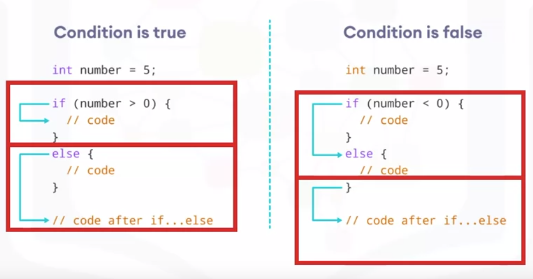 Condition is true
int number = 5;
if (number > 0) {
// code
}
else {
// code
}
// code after if...else
Condition is false
int number = 5;
if (number < 0) {
// code
}
else {
// code
}
// code after if...else